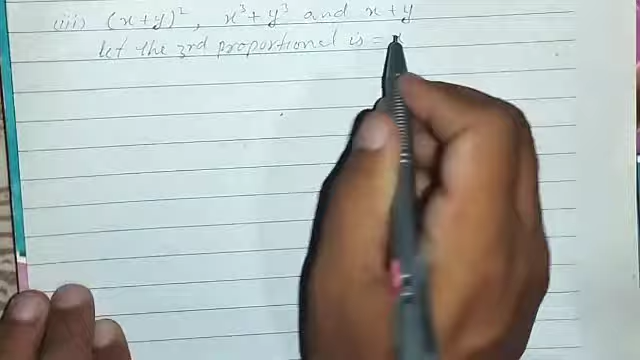 (iii) (x+y)², x³+y³ and x+y
let the 3rd proportional is =